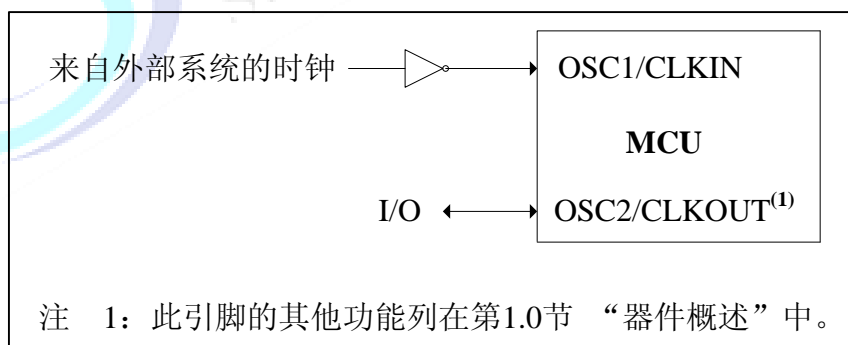 来自外部系统的时钟
OSC1/CLKIN
MCU
I/O
OSC2/CLKOUT(1)
注 1：此引脚的其他功能列在第1.0节 “器件概述”中。